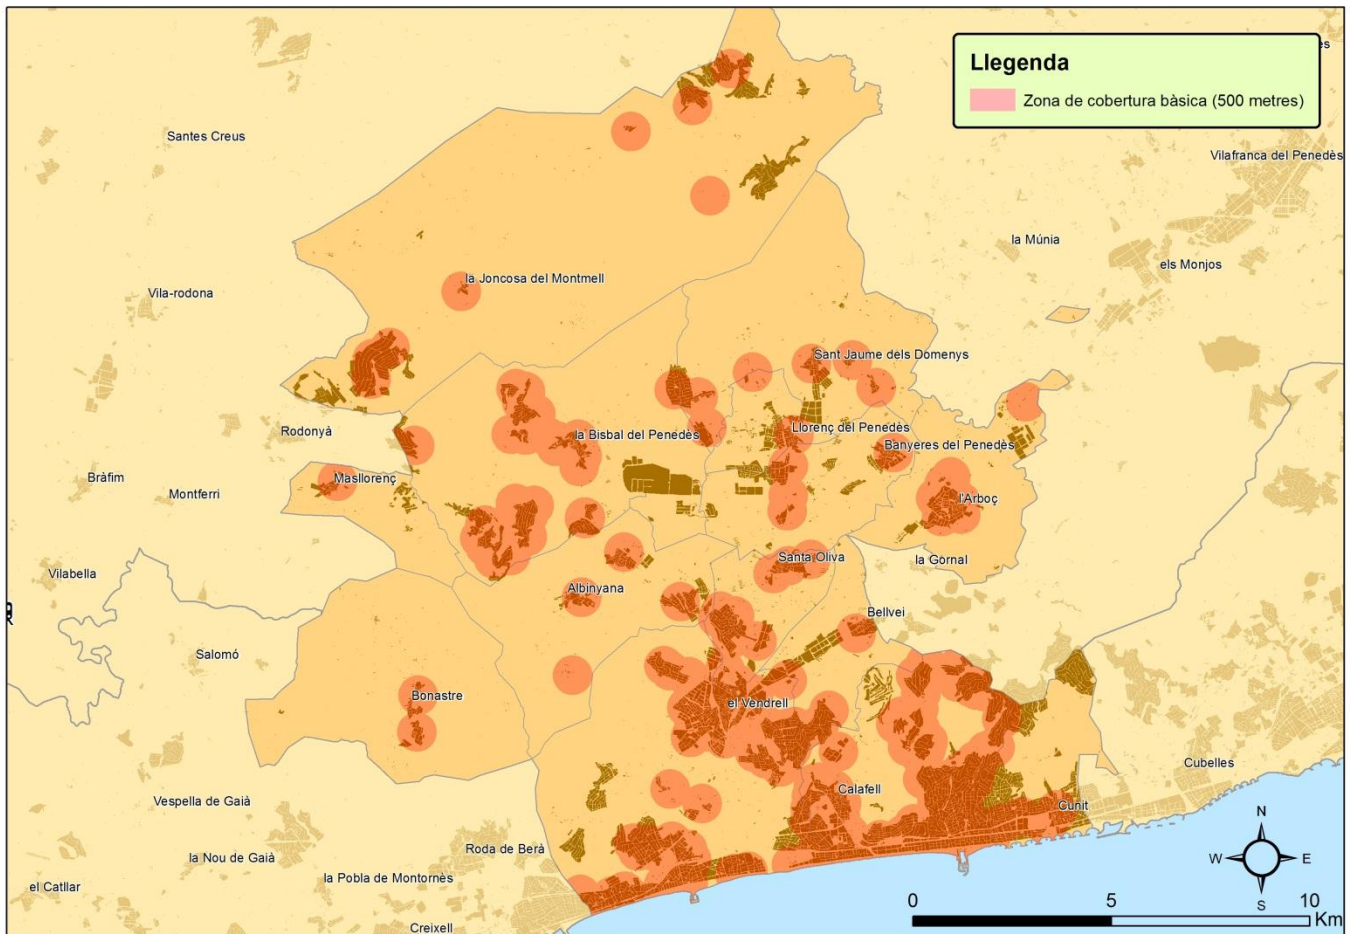 Llegenda
Zona de cobertura bàsica (500 metres)
es
Santes Creus
Vilafranca del Penedès
la Múnia
els Monjos
la Joncosa del Montmell
Vila-rodona
Sant Jaume dels Domenys
Rodonyà
la Bisbal del Penedès
Llorenç del Penedès
Banyeres del Penedès
Bràfim
Masllorenç
Montferri
l'Arboç
Santa Oliva
la Gornal
Vilabella
Albinyana
Bellvei
R
Salomó
Bonastre
el Vendrell
Cubelles
Calafell
Vespella de Gaià
Cunit
N
Roda de Berà
la Nou de Gaià
W
E
la Pobla de Montornès
el Catllar
S
0
5
10
Km
Creixell